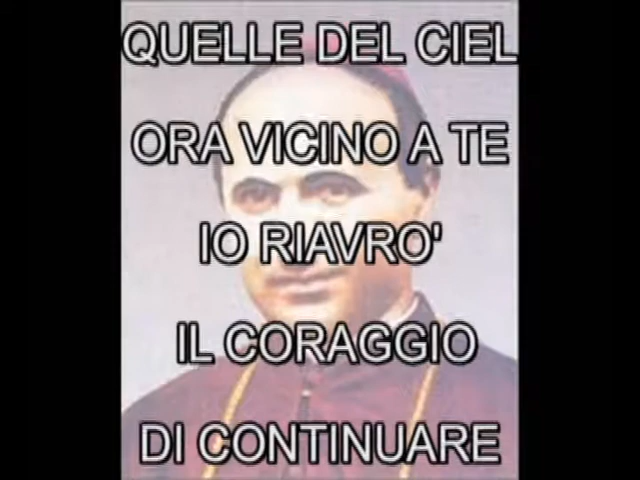 QUELLE DEL CIEL
ORA VICINO A TE
IO RIAVRO'
IL CORAGGIO
DI CONTINUARE